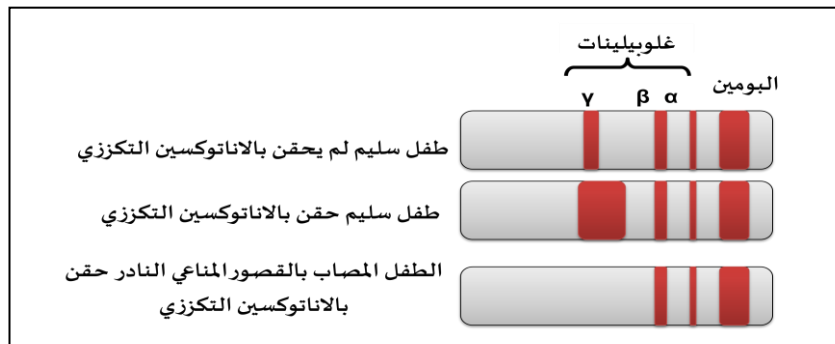 غلوبيلينات
البومين
γ β α
طفل سليم لم يحقن بالاناتوكسين التكززي
طفل سليم حقن بالاناتوكسين التكززي
الطفل المصاب بالقصور المناعي النادر حقن
بالاناتوكسين التكززي